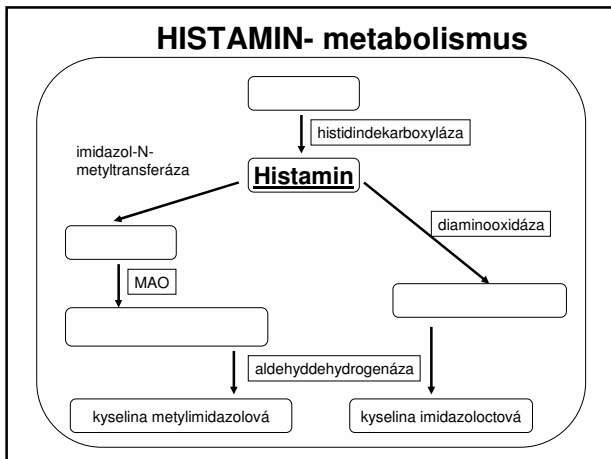 HISTAMIN- metabolismus
histidindekarboxyláza
imidazol-N-
metyltransferáza
Histamin
diaminooxidáza
MAO
aldehyddehydrogenáza
kyselina metylimidazolová
kyselina imidazoloctová